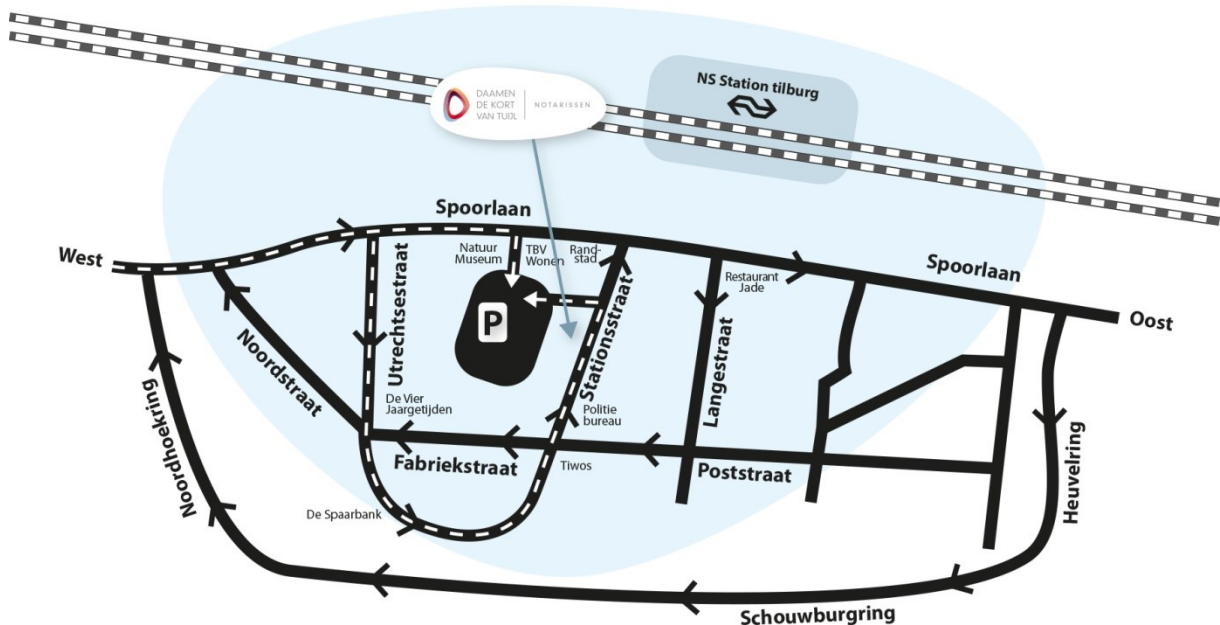 NS Station tilburg
DAAMEN
DE KORT
VAN TUIJL
NOTARISSEN
Spoorlaan
West
Natuur
Museum
TBV
Wonen
Rand-
stad
Restaurant
Jade
Spoorlaan
Oost
P
Utrechtsestraat
Stationsstraat
Langestraat
Noordstraat
Noordhoekring
De Vier
Jaargetijden
Politie
bureau
Fabriekstraat
Tiwos
Poststraat
Heuvelring
De Spaarbank
Schouwburgring